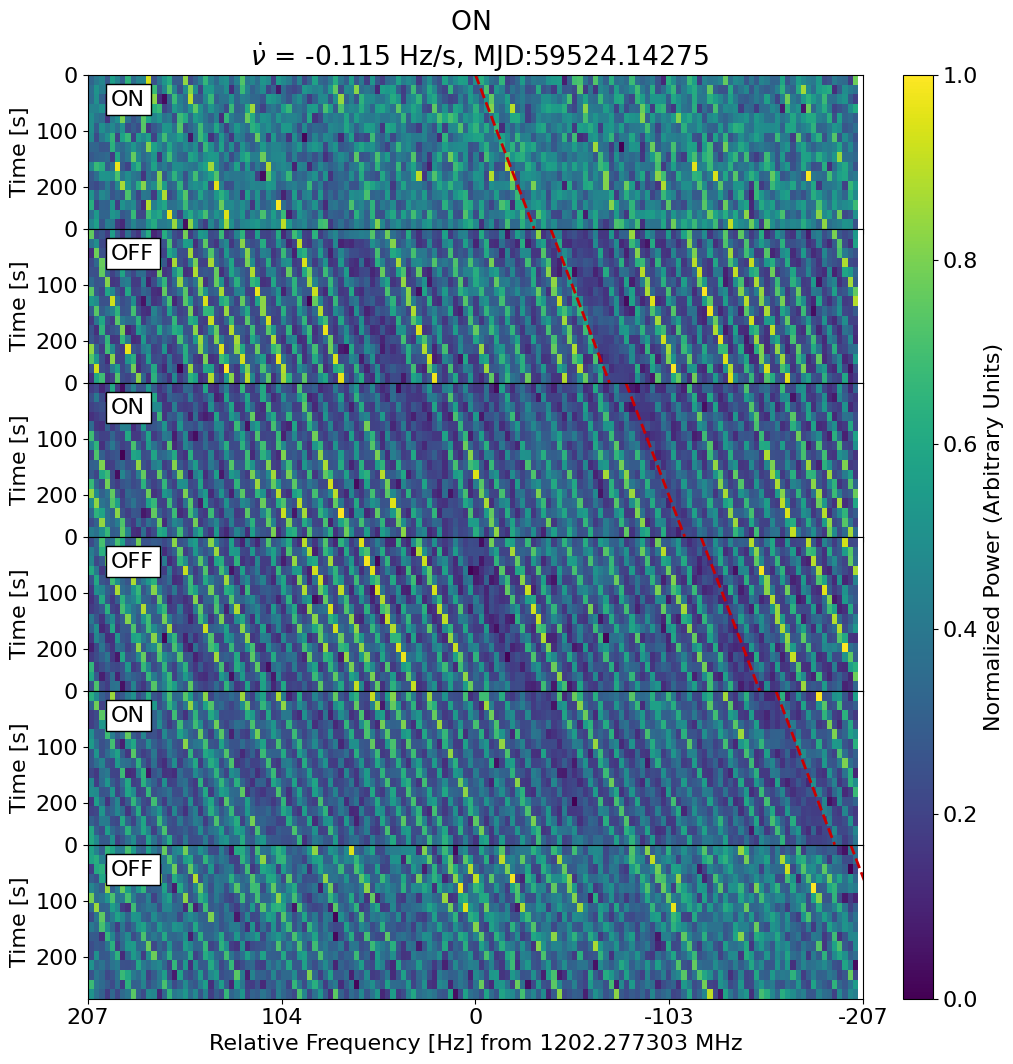 ON
ν̇ = -0.115 Hz/s, MJD:59524.14275
0
100
200
Time [s]
ON
0
100
200
Time [s]
OFF
0
100
200
Time [s]
ON
0
100
200
Time [s]
OFF
0
100
200
Time [s]
ON
0
100
200
Time [s]
OFF
207 104 0 -103 -207
Relative Frequency [Hz] from 1202.277303 MHz
1.0
0.8
0.6
0.4
0.2
0.0
Normalized Power (Arbitrary Units)